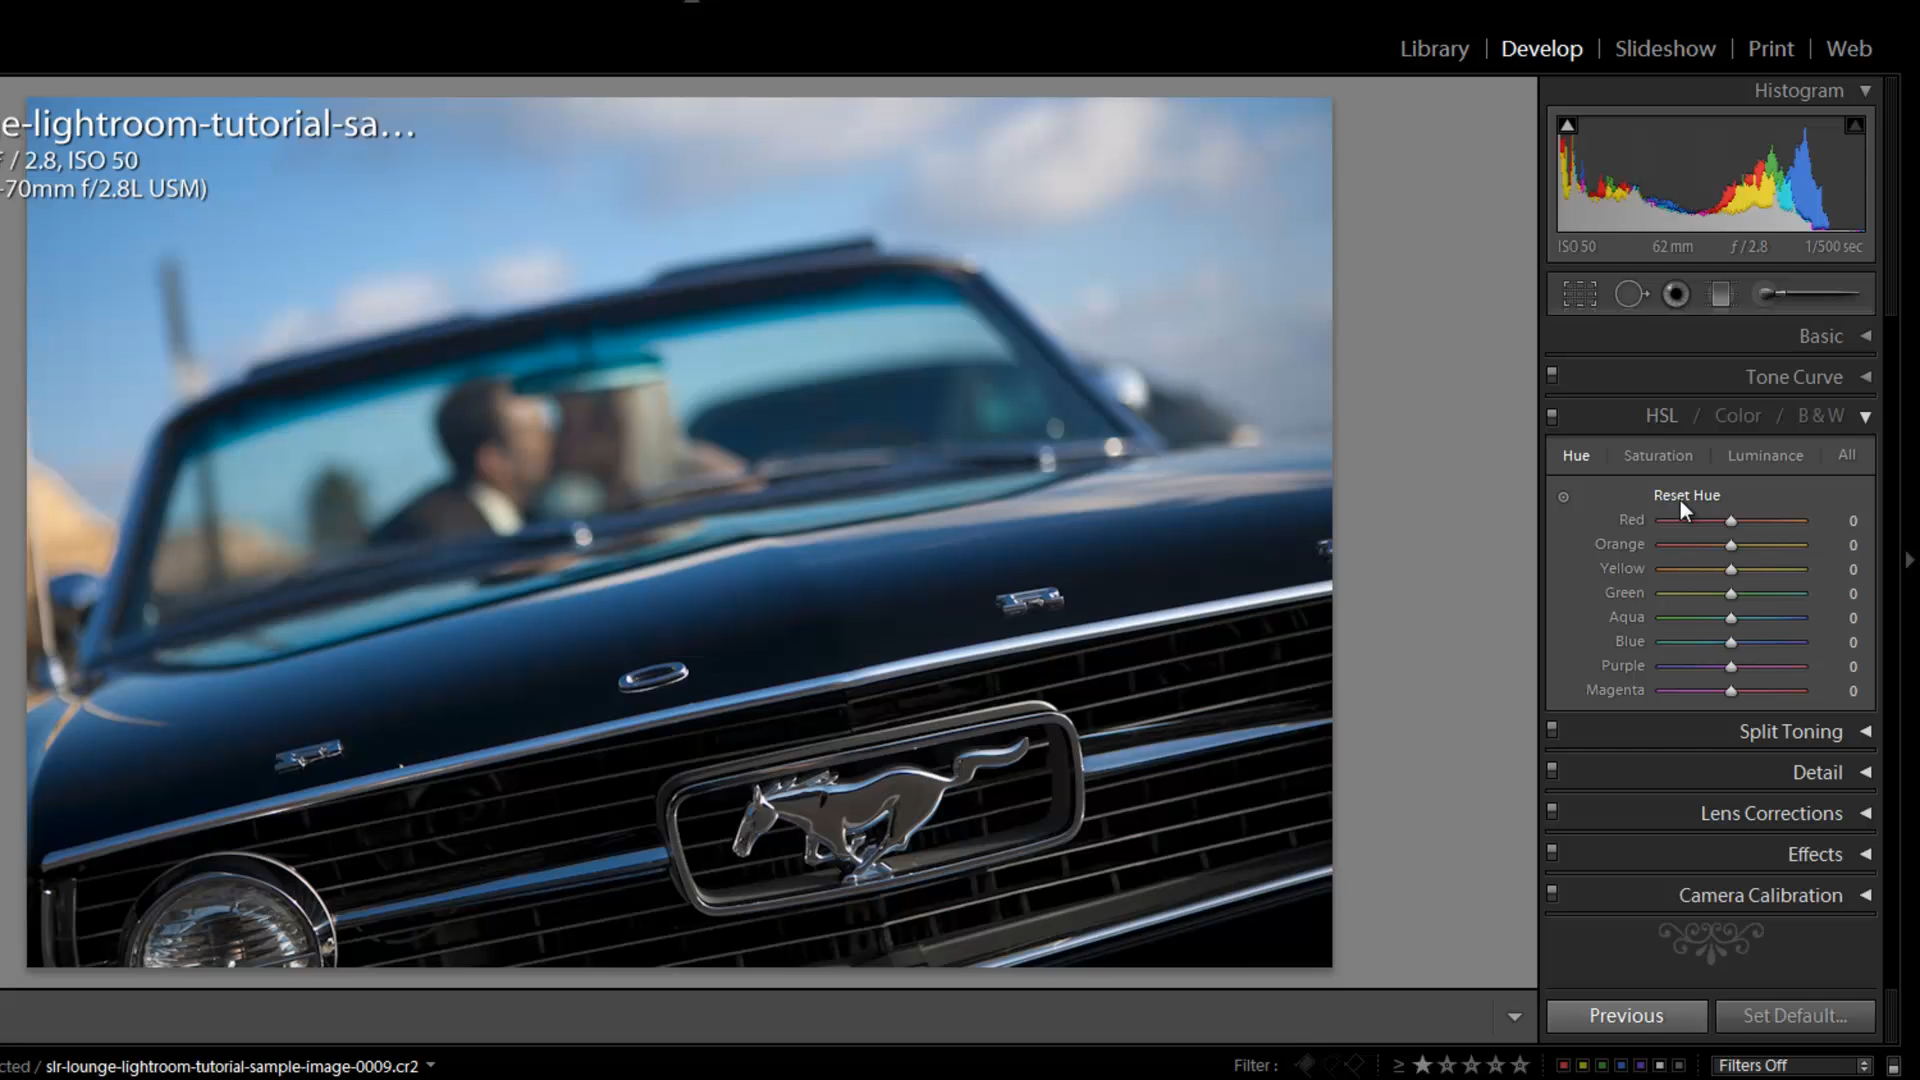 Library | Develop | Slideshow | Print | Web
Histogram
e-lightroom-tutorial-sa...
/ 2.8, ISO 50
-70mm f/2.8L USM)
ISO 50 62 mm ƒ / 2.8 1/500 sec
Basic
Tone Curve
HSL / Color / B & W
Hue Saturation Luminance All
Reset Hue
Red 0
Orange 0
Yellow 0
Green 0
Aqua 0
Blue 0
Purple 0
Magenta 0
F O R
Split Toning
Detail
Lens Corrections
Effects
Camera Calibration
Previous Set Default...
cted / slr-lounge-lightroom-tutorial-sample-image-0009.cr2
Filter : ≥ Filters Off